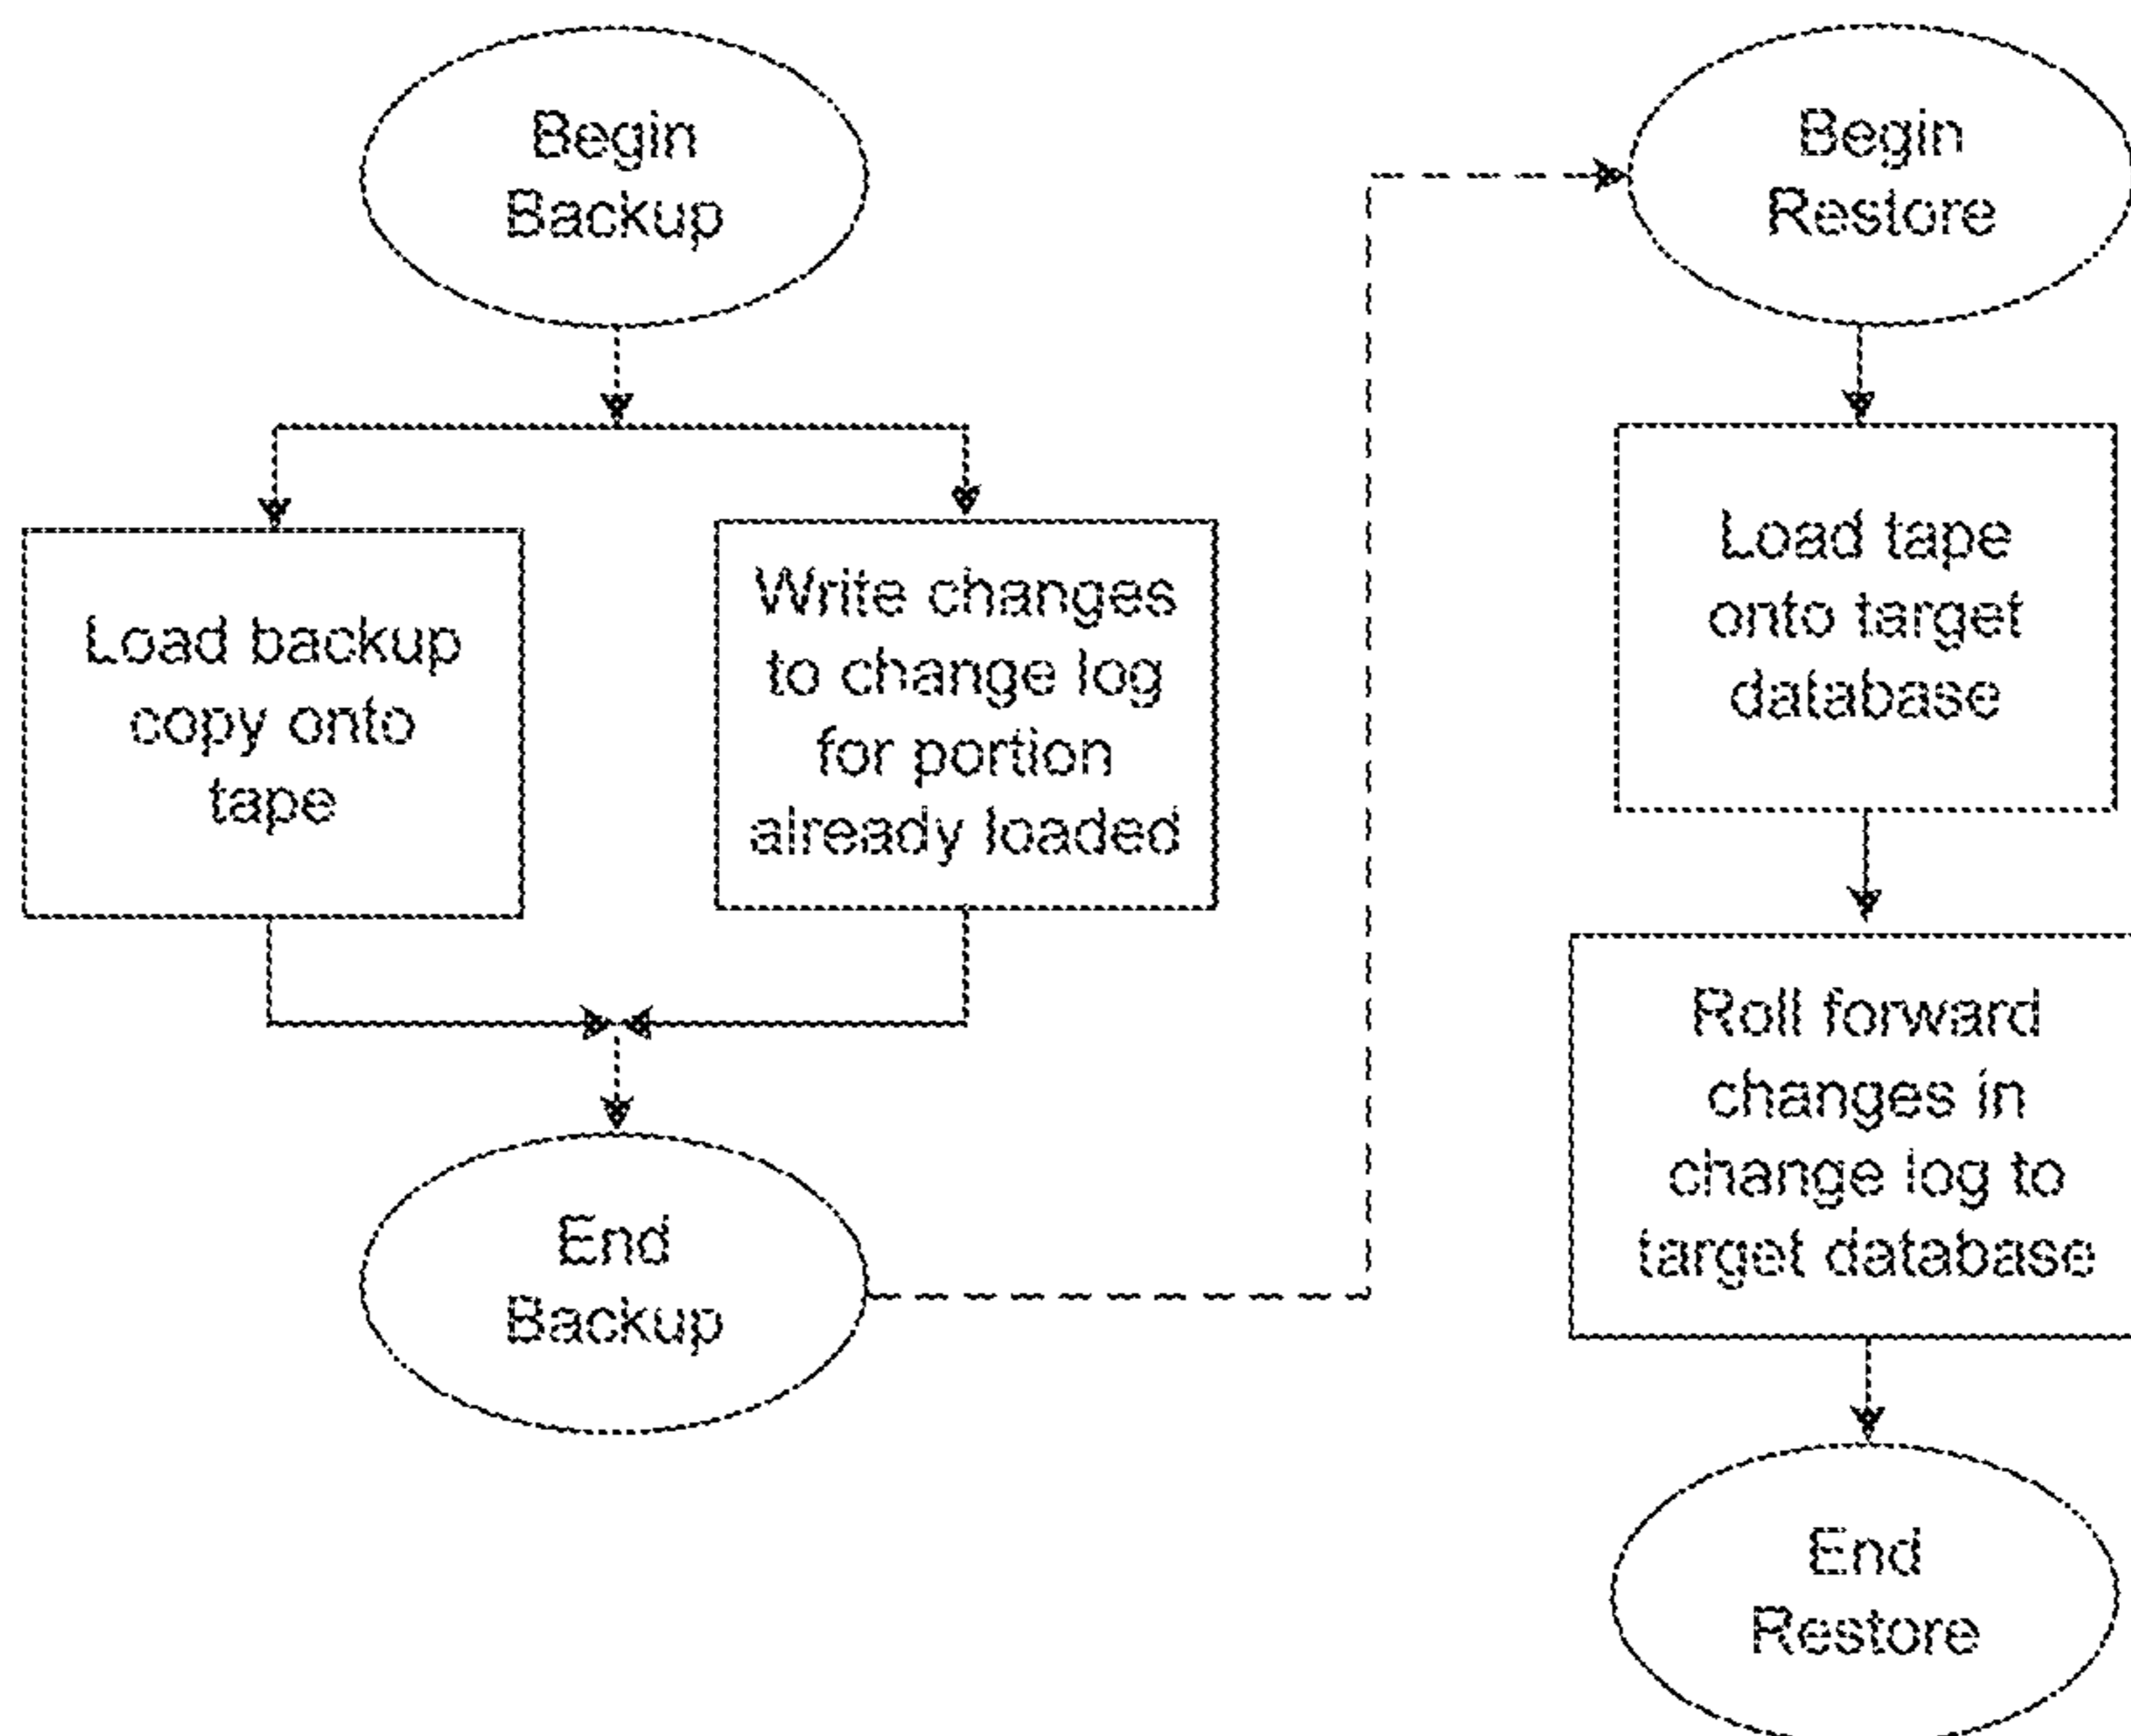 Begin
Backup
Load backup
copy onto
tape
Write changes
to change log
for portion
already loaded
End
Backup
Begin
Restore
Load tape
onto target
database
Roll forward
changes in
change log to
target database
End
Restore